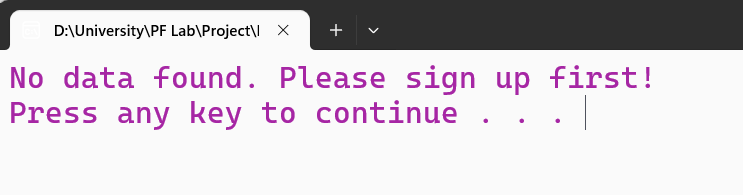 D:\University\PF Lab\Project\
No data found. Please sign up first!
Press any key to continue . . .